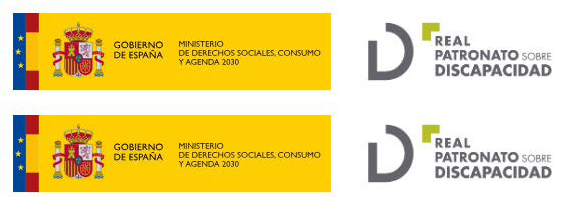 GOBIERNO
DE ESPAÑA
MINISTERIO
DE DERECHOS SOCIALES, CONSUMO
Y AGENDA 2030
REAL
PATRONATO SOBRE
DISCAPACIDAD
GOBIERNO
DE ESPAÑA
MINISTERIO
DE DERECHOS SOCIALES, CONSUMO
Y AGENDA 2030
REAL
PATRONATO SOBRE
DISCAPACIDAD